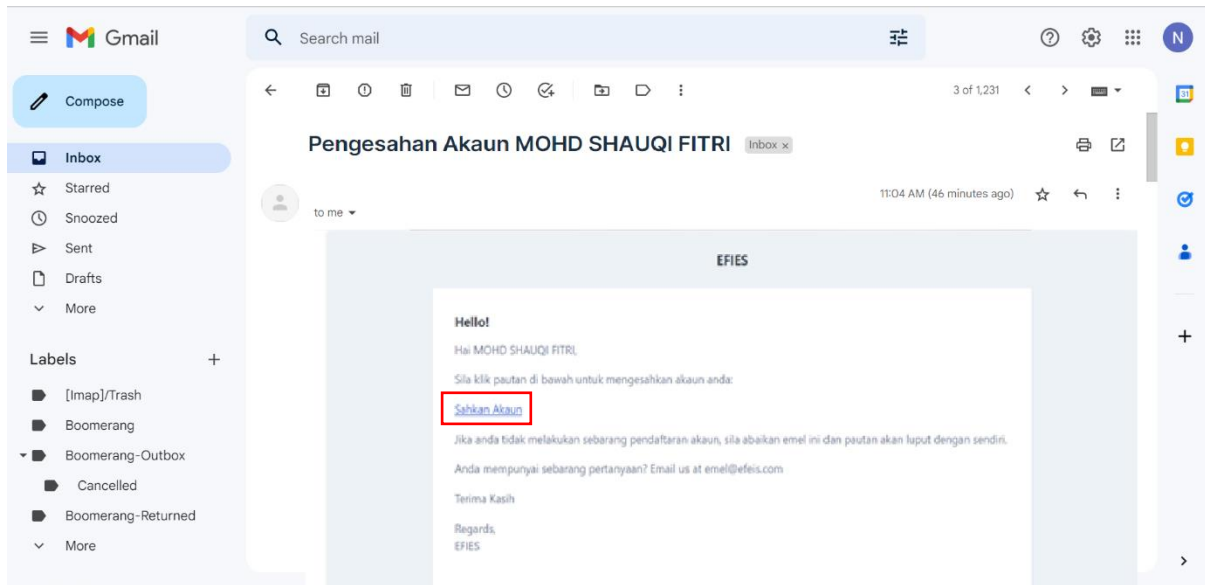 Gmail
Search mail
N
Compose
3 of 1,231
31
Pengesahan Akaun MOHD SHAUQI FITRI Inbox x
Inbox
Starred
11:04 AM (46 minutes ago)
to me
Snoozed
Sent
Drafts
More
EFIES
Hello!
Hai MOHD SHAUQI FITRI,
Sila klik pautan di bawah untuk mengesahkan akaun anda:
Sahkan Akaun
Jika anda tidak melakukan sebarang pendaftaran akaun, sila abaikan emel ini dan pautan akan luput dengan sendiri.
Anda mempunyai sebarang pertanyaan? Email us at emel@efeis.com
Terima Kasih
Regards,
EFIES
Labels
[Imap]/Trash
Boomerang
Boomerang-Outbox
Cancelled
Boomerang-Returned
More